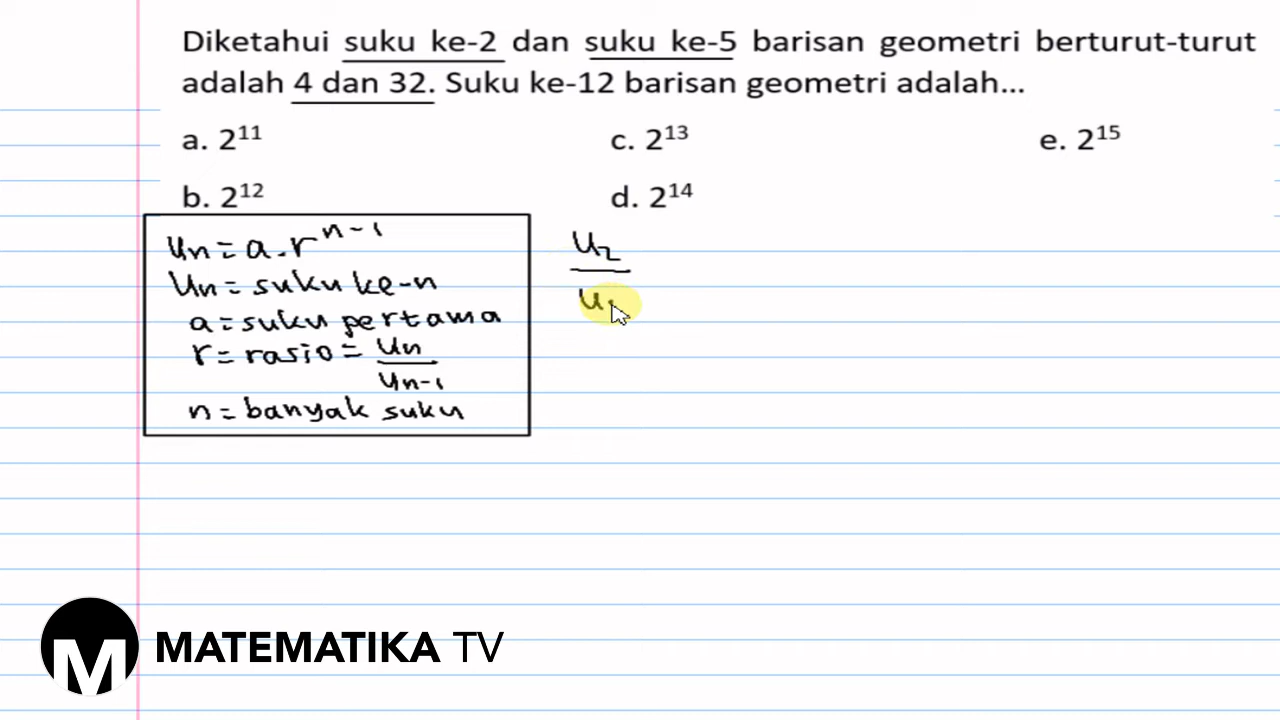 Diketahui suku ke-2 dan suku ke-5 barisan geometri berturut-turut
adalah 4 dan 32. Suku ke-12 barisan geometri adalah...
a. 2¹¹ c. 2¹³ e. 2¹⁵
b. 2¹² d. 2¹⁴
Un = a . r^(n-1)
Un = suku ke-n
a = suku pertama
r = rasio = Un / Un-1
n = banyak suku
U2
U
MATEMATIKA TV